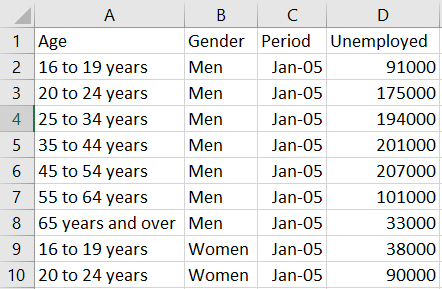 A B C D
1 Age Gender Period Unemployed
2 16 to 19 years Men Jan-05 91000
3 20 to 24 years Men Jan-05 175000
4 25 to 34 years Men Jan-05 194000
5 35 to 44 years Men Jan-05 201000
6 45 to 54 years Men Jan-05 207000
7 55 to 64 years Men Jan-05 101000
8 65 years and over Men Jan-05 33000
9 16 to 19 years Women Jan-05 38000
10 20 to 24 years Women Jan-05 90000